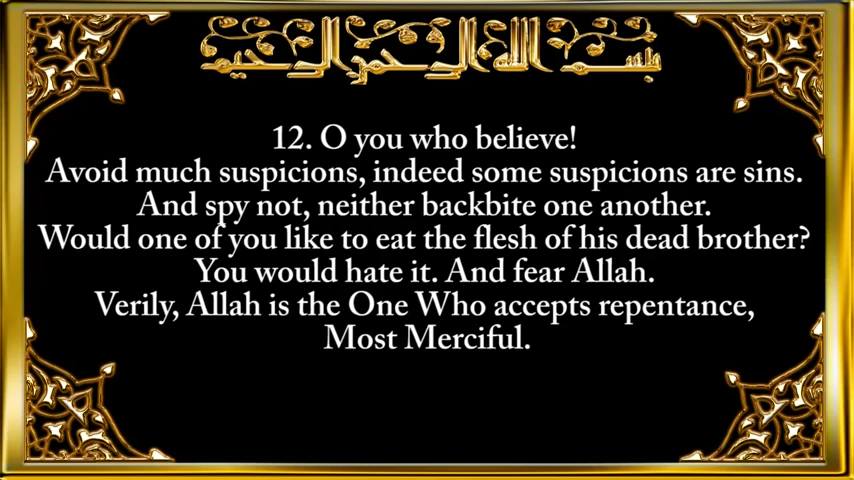 بسم الله الرحمن الرحيم
12. O you who believe!
Avoid much suspicions, indeed some suspicions are sins.
And spy not, neither backbite one another.
Would one of you like to eat the flesh of his dead brother?
You would hate it. And fear Allah.
Verily, Allah is the One Who accepts repentance,
Most Merciful.